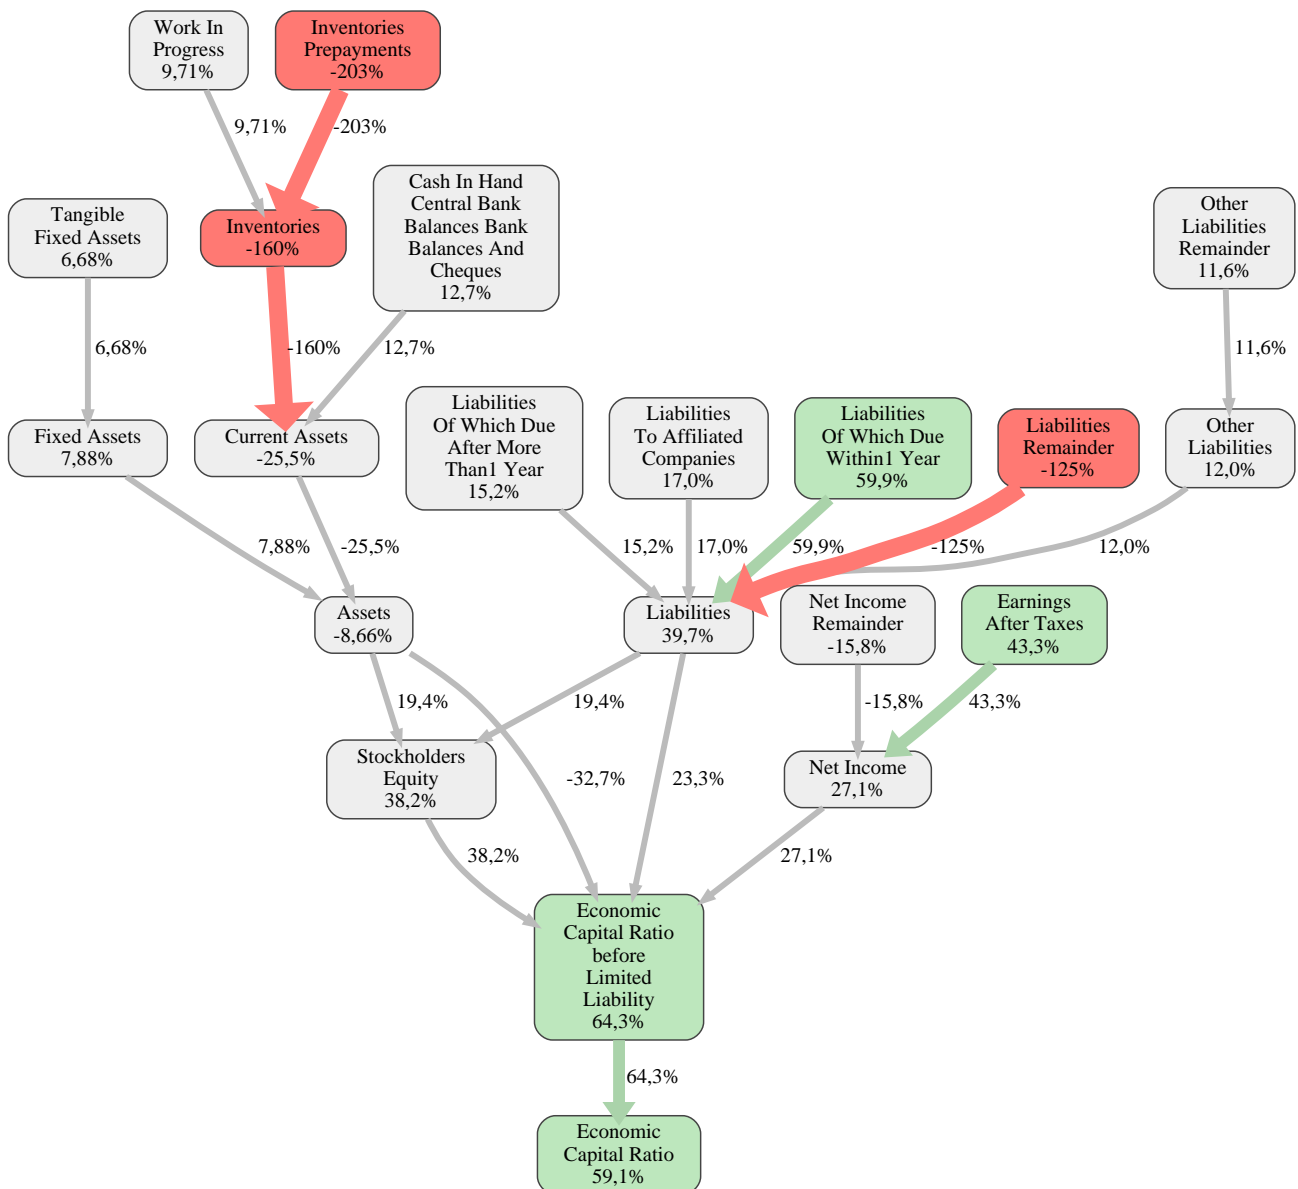 Work In
Progress
9,71%
Inventories
Prepayments
-203%
9,71%
-203%
Tangible
Fixed Assets
6,68%
Inventories
-160%
Cash In Hand
Central Bank
Balances Bank
Balances And
Cheques
12,7%
Other
Liabilities
Remainder
11,6%
6,68%
-160%
12,7%
11,6%
Fixed Assets
7,88%
Current Assets
-25,5%
Liabilities
Of Which Due
After More
Than1 Year
15,2%
Liabilities
To Affiliated
Companies
17,0%
Liabilities
Of Which Due
Within1 Year
59,9%
Liabilities
Remainder
-125%
Other
Liabilities
12,0%
7,88%
-25,5%
15,2%
17,0%
59,9%
-125%
12,0%
Assets
-8,66%
Liabilities
39,7%
Net Income
Remainder
-15,8%
Earnings
After Taxes
43,3%
19,4%
19,4%
-15,8%
43,3%
Stockholders
Equity
38,2%
-32,7%
23,3%
Net Income
27,1%
38,2%
27,1%
Economic
Capital Ratio
before
Limited
Liability
64,3%
64,3%
Economic
Capital Ratio
59,1%